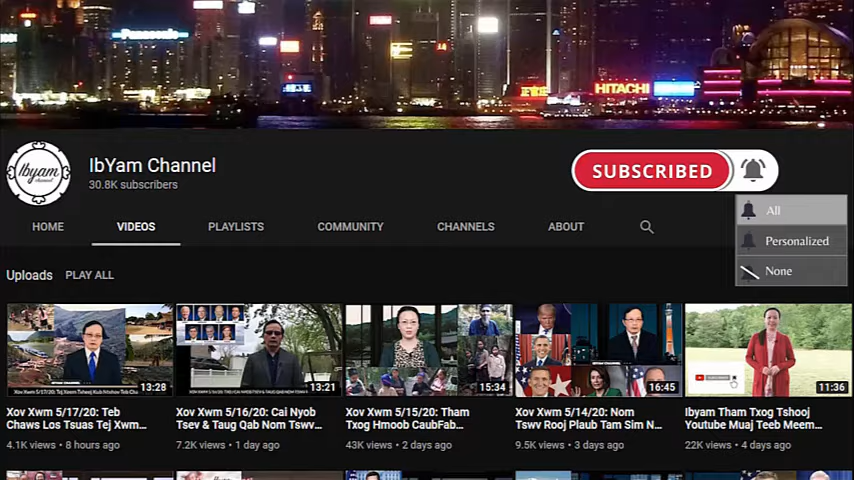 HITACHI
Ibyam
channel
IbYam Channel
30.8K subscribers
SUBSCRIBED
All
Personalized
None
HOME
VIDEOS
PLAYLISTS
COMMUNITY
CHANNELS
ABOUT
Uploads
PLAY ALL
13:28
Xov Xwm 5/17/20: Teb
Chaws Los Tsuas Tej Xwm...
4.1K views • 8 hours ago
13:21
Xov Xwm 5/16/20: Cai Nyob
Tsev & Taug Qab Nom Tswv...
7.2K views • 1 day ago
15:34
Xov Xwm 5/15/20: Tham
Txog Hmoob CaubFab...
43K views • 2 days ago
16:45
Xov Xwm 5/14/20: Nom
Tswv Rooj Plaub Tam Sim N...
9.5K views • 3 days ago
11:36
Ibyam Tham Txog Tshooj
Youtube Muaj Teeb Meem...
22K views • 4 days ago